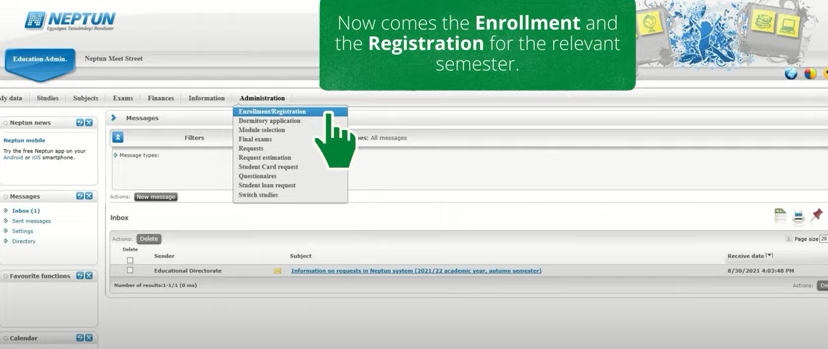 NEPTUN
Egységes Tanulmányi Rendszer
Now comes the Enrollment and
the Registration for the relevant
semester.
Education Admin.
Neptun Meet Street
My data
Studies
Subjects
Exams
Finances
Information
Administration
Enrollment/Registration
Dormitory application
Module selection
Final exams
Requests
Request estimation
Student Card request
Questionaires
Student loan request
Switch studies
Neptun news
Neptun mobile
Try the free Neptun app on your
Android or iOS smartphone.
Messages
Inbox (1)
Sent messages
Settings
Directory
Favourite functions
Calendar
Messages
Filters
All messages
Message types:
Actions: New message
Inbox
Page size 20
Actions: Delete
Delete
Sender
Subject
Receive date
Educational Directorate
Information on requests in Neptun system (2021/22 academic year, autumn semester)
8/30/2021 4:03:48 PM
Number of results:1-1/1 (0 ms)
Actions: